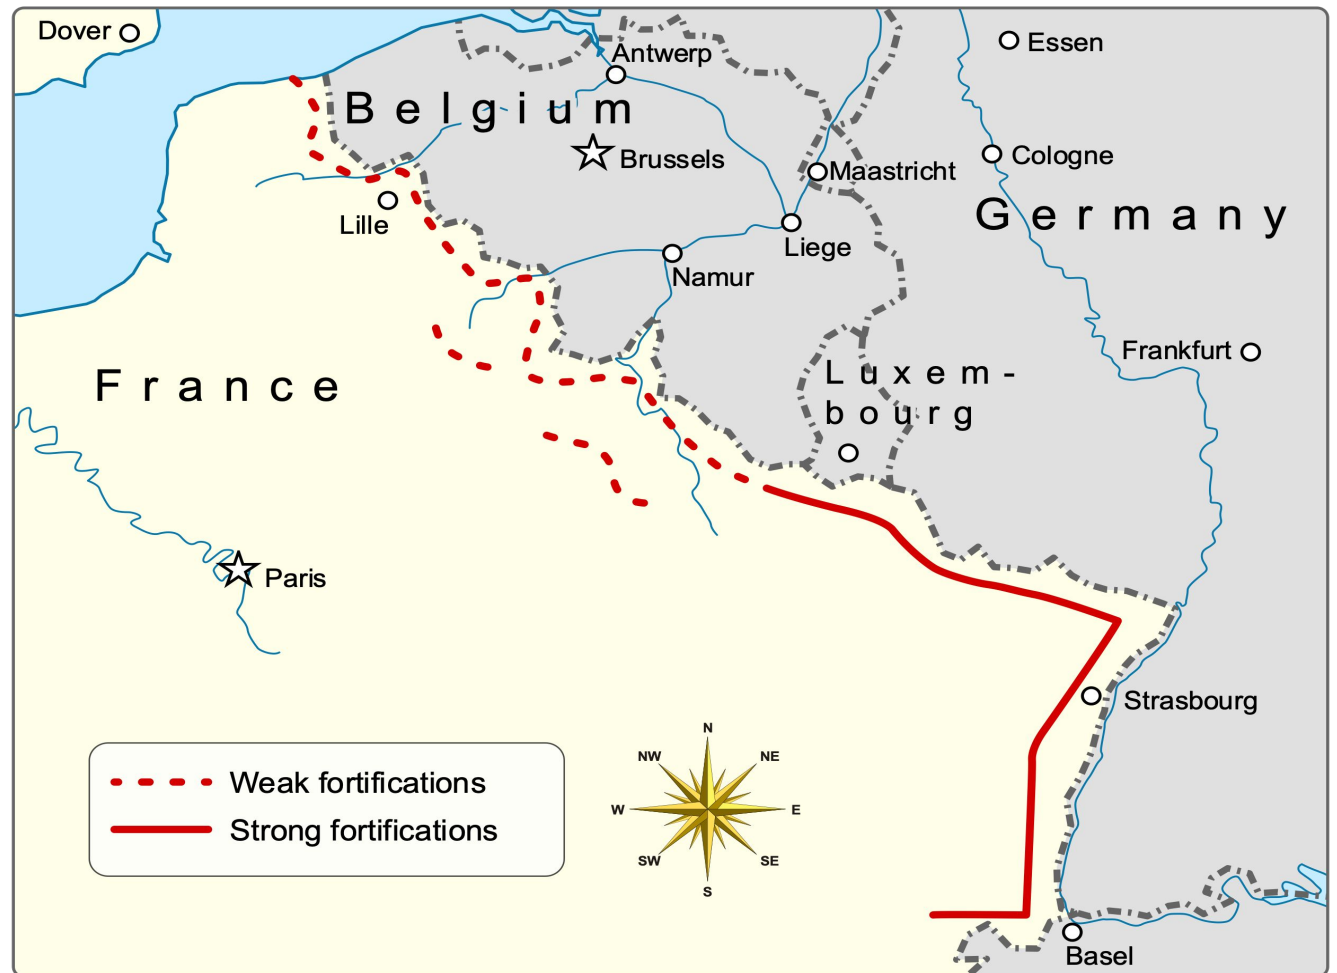 Dover
Essen
Antwerp
Belgium
Brussels
Cologne
Maastricht
Germany
Lille
Liege
Namur
Frankfurt
France
Luxem-
bourg
Paris
Strasbourg
Weak fortifications
Strong fortifications
N
NW
NE
W
E
SW
SE
S
Basel